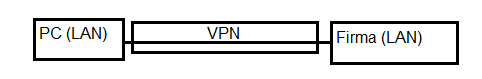 PC (LAN)
VPN
Firma (LAN)